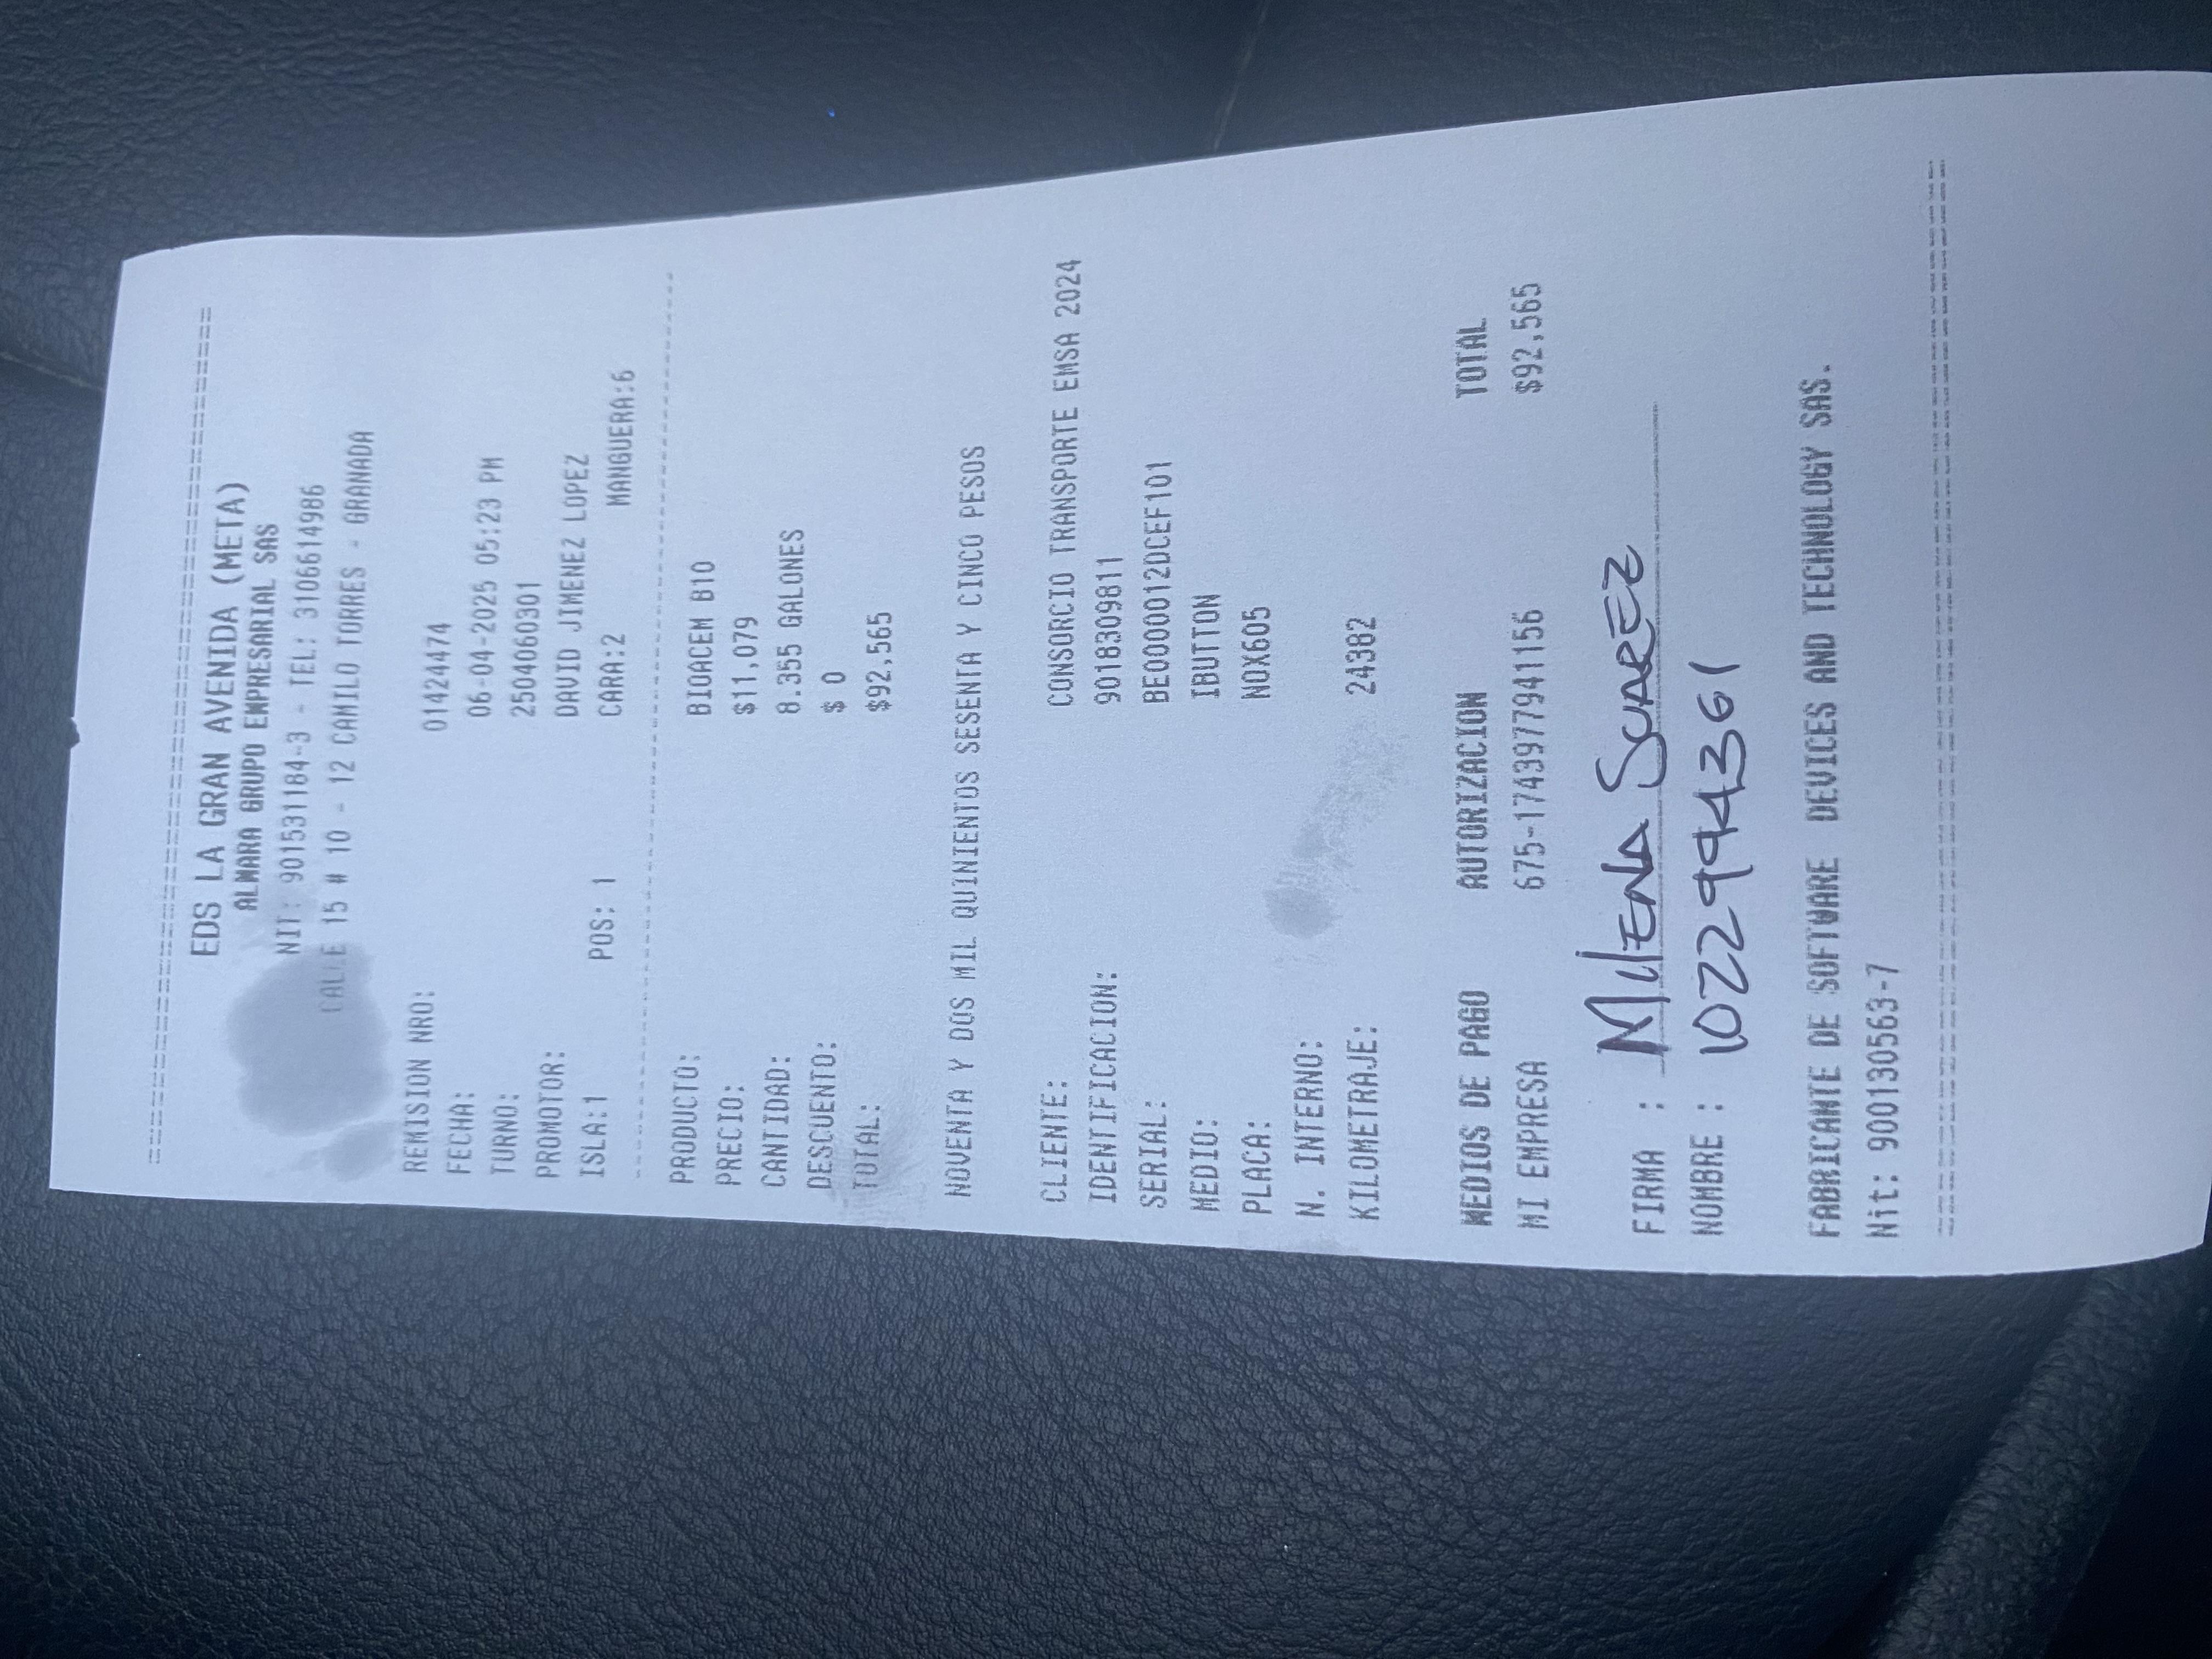 EDS LA GRAN AVENIDA (META)
ALMARA GRUPO EMPRESARIAL SAS
NIT: 901531184-3 - TEL: 3106614986
CALLE 15 # 10 - 12 CAMILO TORRES - GRANADA
REMISION NRO: 01424474
FECHA: 06-04-2025 05:23 PM
TURNO: 2504060301
PROMOTOR: DAVID JIMENEZ LOPEZ
ISLA:1 POS: 1 CARA:2 MANGUERA:6
PRODUCTO: BIOACEM B10
PRECIO: $11,079
CANTIDAD: 8.355 GALONES
DESCUENTO: $ 0
TOTAL: $92,565
NOVENTA Y DOS MIL QUINIENTOS SESENTA Y CINCO PESOS
CLIENTE: CONSORCIO TRANSPORTE EMSA 2024
IDENTIFICACION: 9018309811
SERIAL: BE000012DCEF101
MEDIO: IBUTTON
PLACA: NOX605
N. INTERNO:
KILOMETRAJE: 24382
MEDIOS DE PAGO AUTORIZACION TOTAL
MI EMPRESA 675-1743977941156 $92,565
FIRMA : MILENA SUAREZ
NOMBRE : 1022994361
FABRICANTE DE SOFTWARE DEVICES AND TECHNOLOGY SAS.
Nit: 9001305563-7